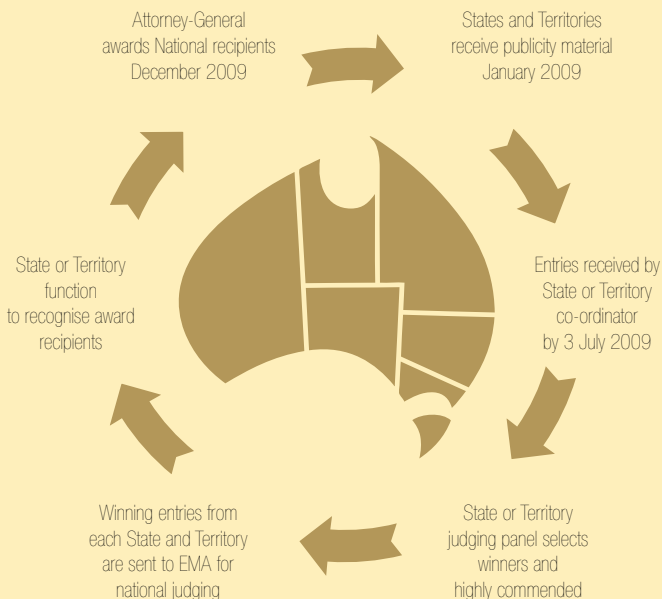 Attorney-General
awards National recipients
December 2009
States and Territories
receive publicity material
January 2009
Entries received by
State or Territory
co-ordinator
by 3 July 2009
State or Territory
judging panel selects
winners and
highly commended
Winning entries from
each State and Territory
are sent to EMA for
national judging
State or Territory
function
to recognise award
recipients